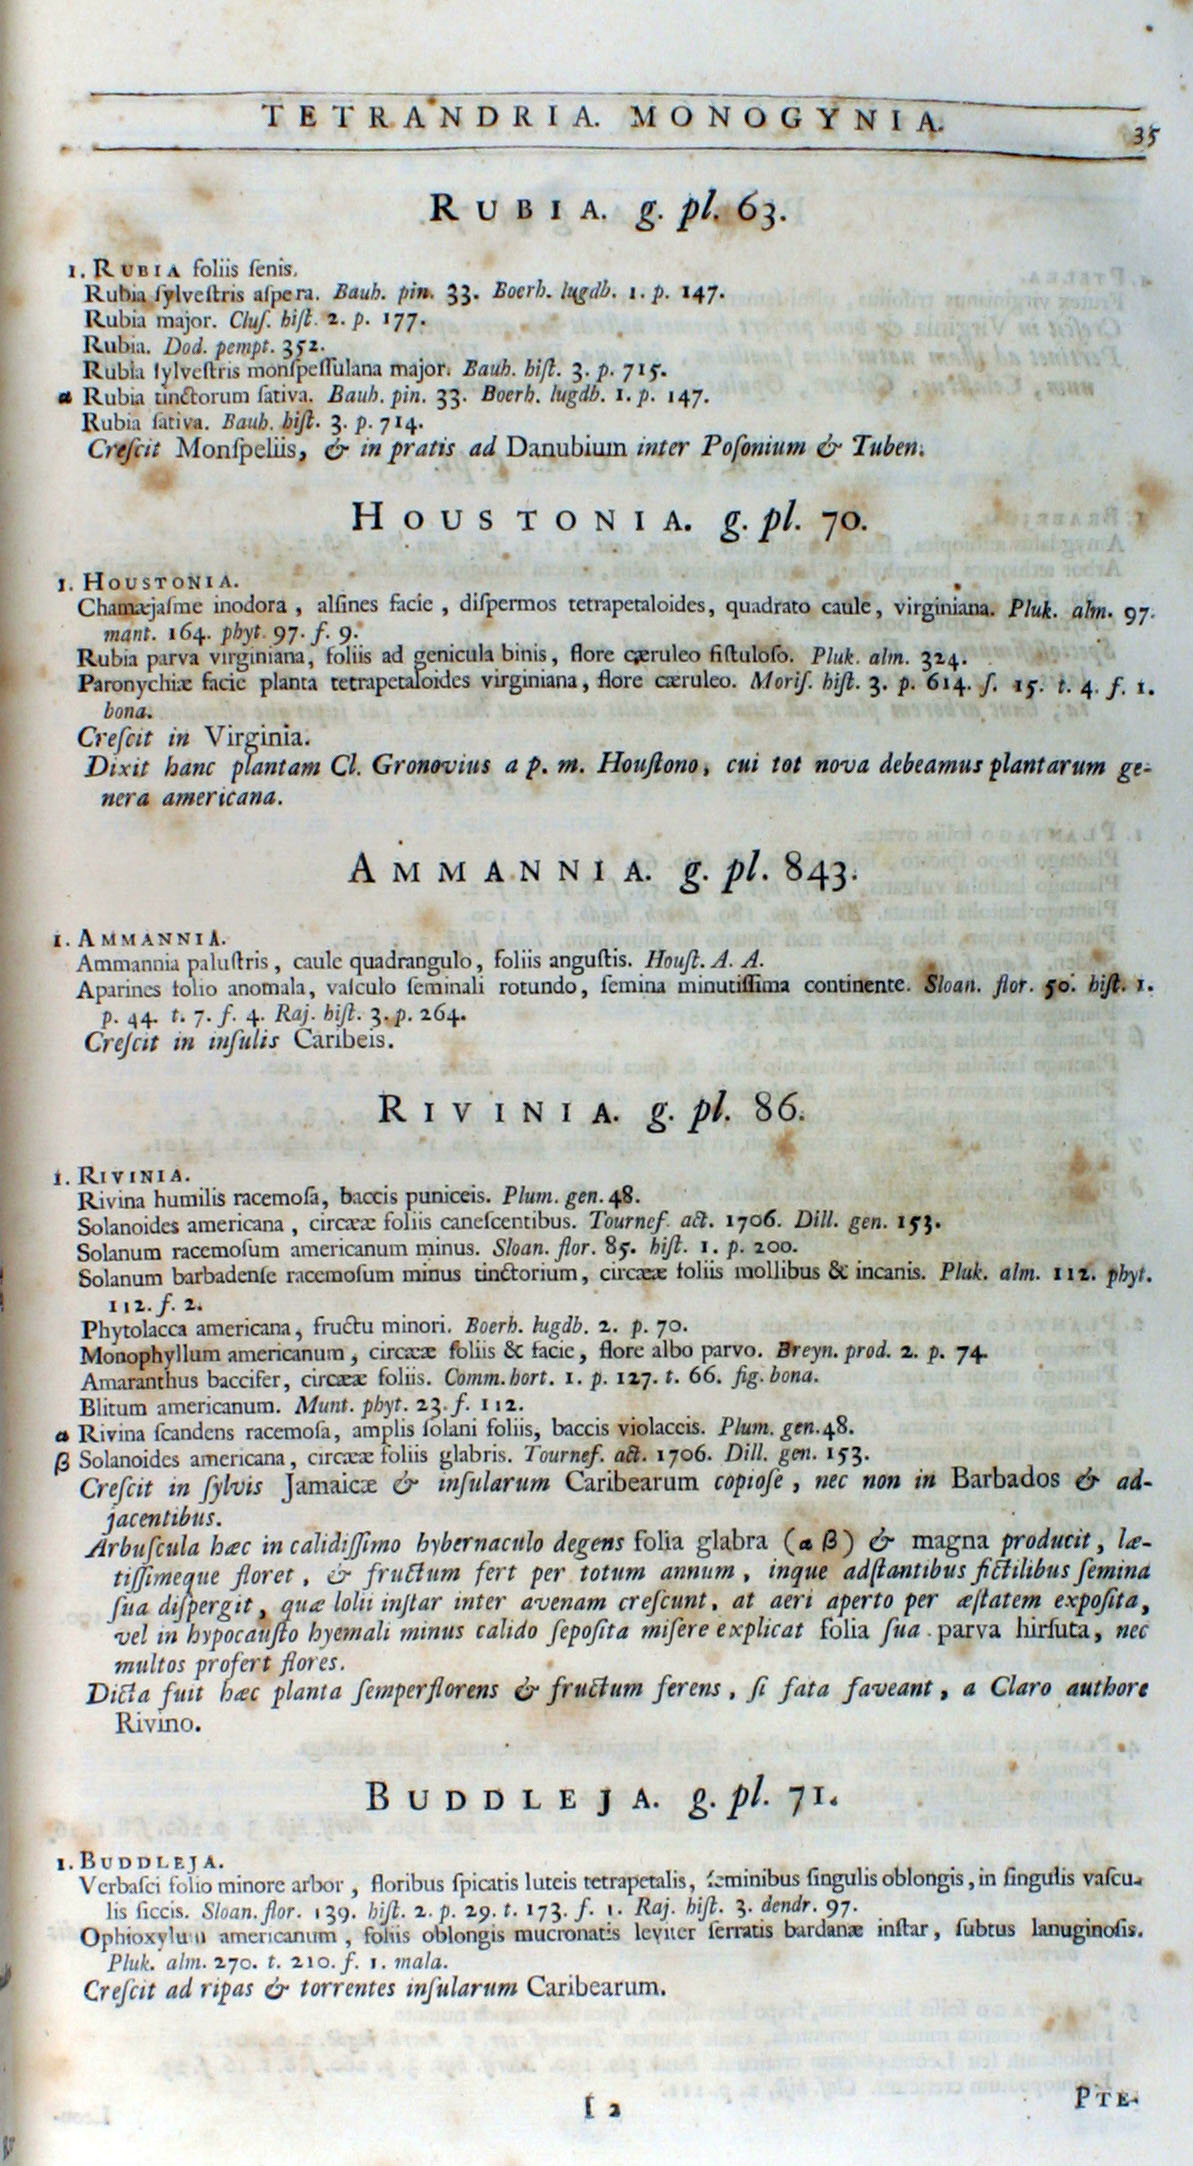 TETRANDRIA. MONOGYNIA. 35
RUBIA. g. pl. 63.
1. RUBIA foliis ſenis.
Rubia ſylveſtris aſpera. Bauh. pin. 33. Boerh. lugdb. 1. p. 147.
Rubia major. Cluſ. hiſt. 2. p. 177.
Rubia. Dod. pempt. 352.
Rubia ſylveſtris monſpeſſulana major. Bauh. hiſt. 3. p. 715.
α Rubia tinctorum ſativa. Bauh. pin. 33. Boerh. lugdb. 1. p. 147.
Rubia ſativa. Bauh. hiſt. 3. p. 714.
Creſcit Monſpeliis, & in pratis ad Danubium inter Poſonium & Tuben.
HOUSTONIA. g. pl. 70.
1. HOUSTONIA.
Chamæjaſme inodora, alſines facie, diſpermos tetrapetaloides, quadrato caule, virginiana. Pluk. alm. 97.
mant. 164. phyt. 97. f. 9.
Rubia parva virginiana, foliis ad genicula binis, flore cæruleo fiſtuloſo. Pluk. alm. 324.
Paronychiæ facie planta tetrapetaloides virginiana, flore cæruleo. Moriſ. hiſt. 3. p. 614. ſ. 15. t. 4. f. 1.
bona.
Creſcit in Virginia.
Dixit hanc plantam Cl. Gronovius a p. m. Houſtono, cui tot nova debeamus plantarum ge-
nera americana.
AMMANNIA. g. pl. 843.
1. AMMANNIA.
Ammannia paluſtris, caule quadrangulo, foliis anguſtis. Houſt. A. A.
Aparines folio anomala, vaſculo ſeminali rotundo, ſemina minutiſſima continente. Sloan. flor. 50. hiſt. 1.
p. 44. t. 7. f. 4. Raj. hiſt. 3. p. 264.
Creſcit in inſulis Caribeis.
RIVINIA. g. pl. 86.
1. RIVINIA.
Rivina humilis racemoſa, baccis puniceis. Plum. gen. 48.
Solanoides americana, circææ foliis caneſcentibus. Tournef. act. 1706. Dill. gen. 153.
Solanum racemoſum americanum minus. Sloan. flor. 85. hiſt. 1. p. 200.
Solanum barbadenſe racemoſum minus tinctorium, circææ foliis mollibus & incanis. Pluk. alm. 112. phyt.
112. f. 2.
Phytolacca americana, fructu minori. Boerh. lugdb. 2. p. 70.
Monophyllum americanum, circææ foliis & facie, flore albo parvo. Breyn. prod. 2. p. 74
Amaranthus baccifer, circææ foliis. Comm. hort. 1. p. 127. t. 66. fig. bona.
Blitum americanum. Munt. phyt. 23. f. 112.
α Rivina ſcandens racemoſa, amplis ſolani foliis, baccis violaceis. Plum. gen. 48.
β Solanoides americana, circææ foliis glabris. Tournef. act. 1706. Dill. gen. 153.
Creſcit in ſylvis Jamaicæ & inſularum Caribearum copioſe, nec non in Barbados & ad-
jacentibus.
Arbuſcula hæc in calidiſſimo hybernaculo degens folia glabra (α β) & magna producit, læ-
tiſſimeque floret, & fructum fert per totum annum, inque adſtantibus fictilibus ſemina
ſua diſpergit, quæ lolii inſtar inter avenam creſcunt, at aeri aperto per æſtatem expoſita,
vel in hypocauſto hyemali minus calido ſepoſita miſere explicat folia ſua parva hirſuta, nec
multos profert flores.
Dicta fuit hæc planta ſemperflorens & fructum ferens, ſi fata faveant, a Claro authore
Rivino.
BUDDLEJA. g. pl. 71.
1. BUDDLEJA.
Verbaſci folio minore arbor, floribus ſpicatis luteis tetrapetalis, ſeminibus ſingulis oblongis, in ſingulis vaſcu-
lis ſiccis. Sloan. flor. 139. hiſt. 2. p. 29. t. 173. f. 1. Raj. hiſt. 3. dendr. 97.
Ophioxylum americanum, foliis oblongis mucronatis leviter ſerratis bardanæ inſtar, ſubtus lanuginoſis.
Pluk. alm. 270. t. 210. f. 1. mala.
Creſcit ad ripas & torrentes inſularum Caribearum.
I 2
PTE-